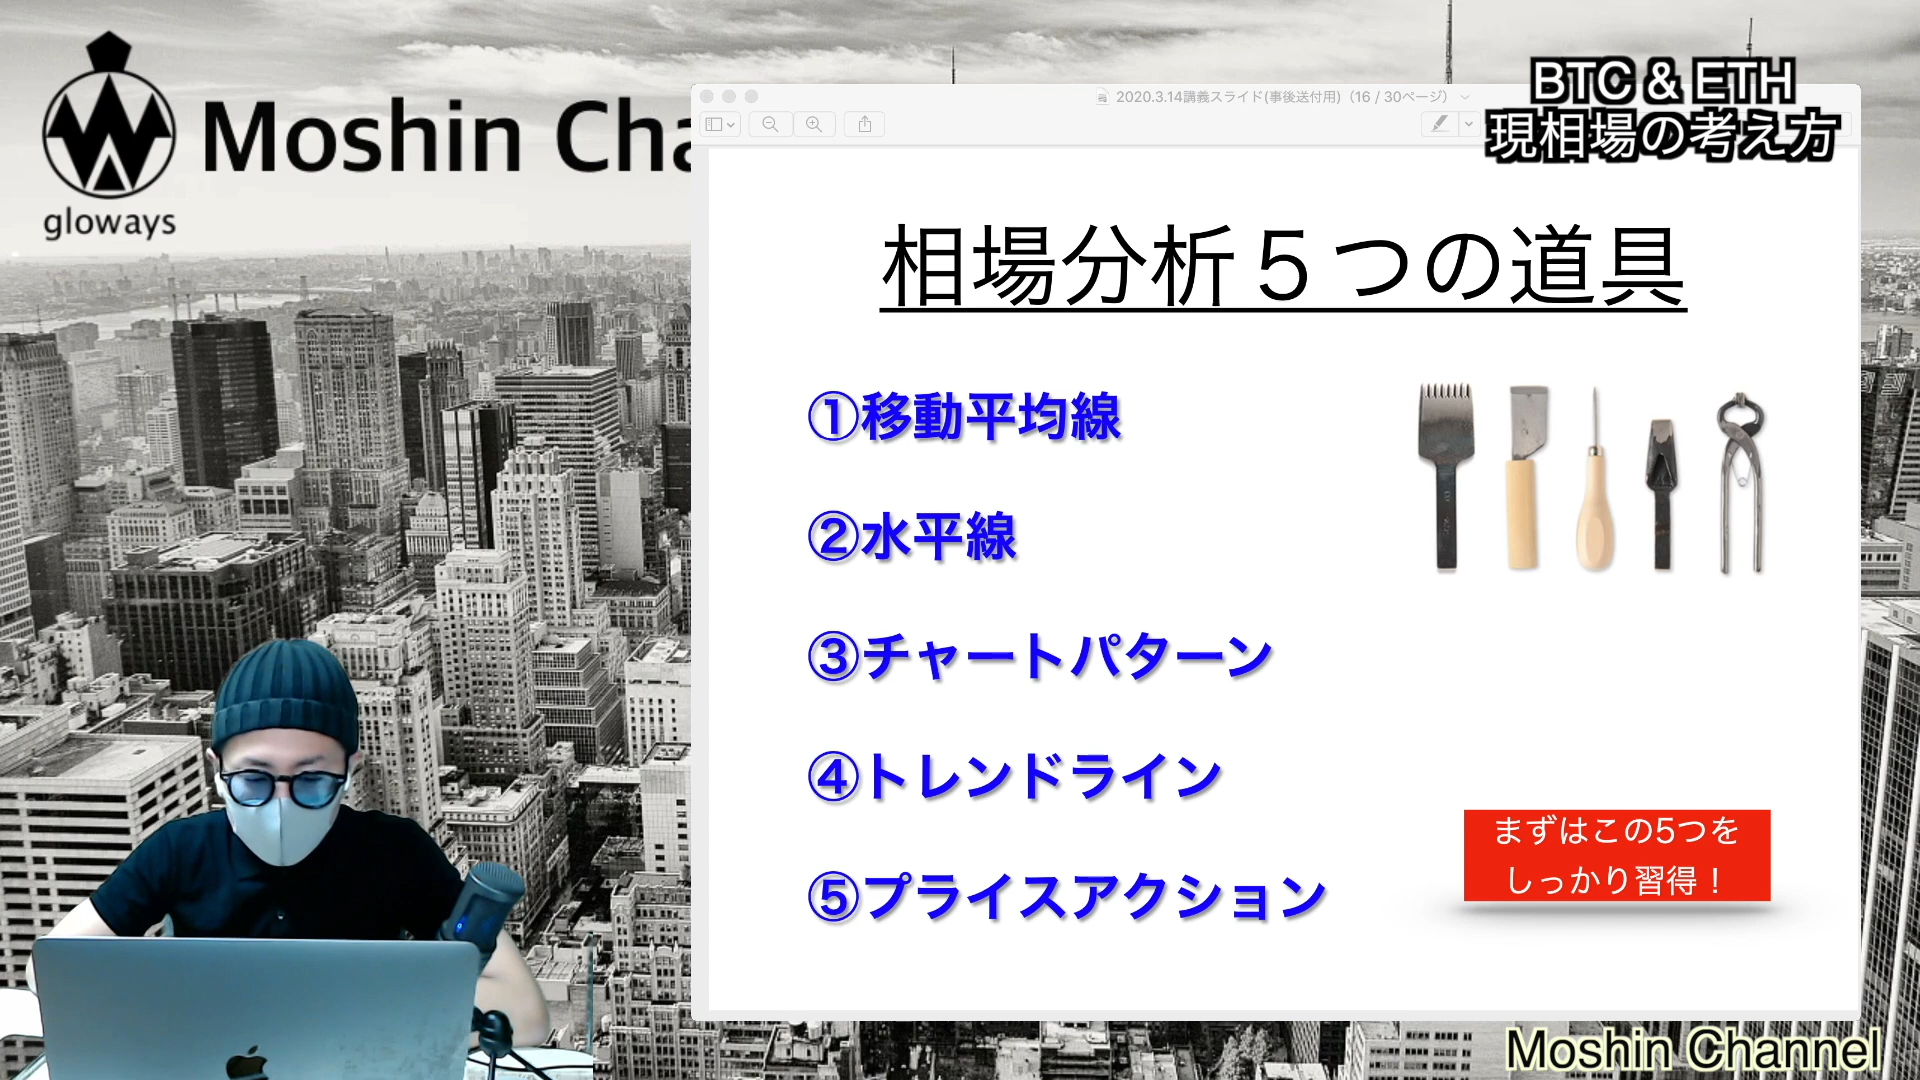 Moshin Cha
gloways
2020.3.14講義スライド(事後送付用)（16 / 30ページ）
BTC & ETH
現相場の考え方
相場分析５つの道具
①移動平均線
②水平線
③チャートパターン
④トレンドライン
⑤プライスアクション
まずはこの5つを
しっかり習得！
Moshin Channel